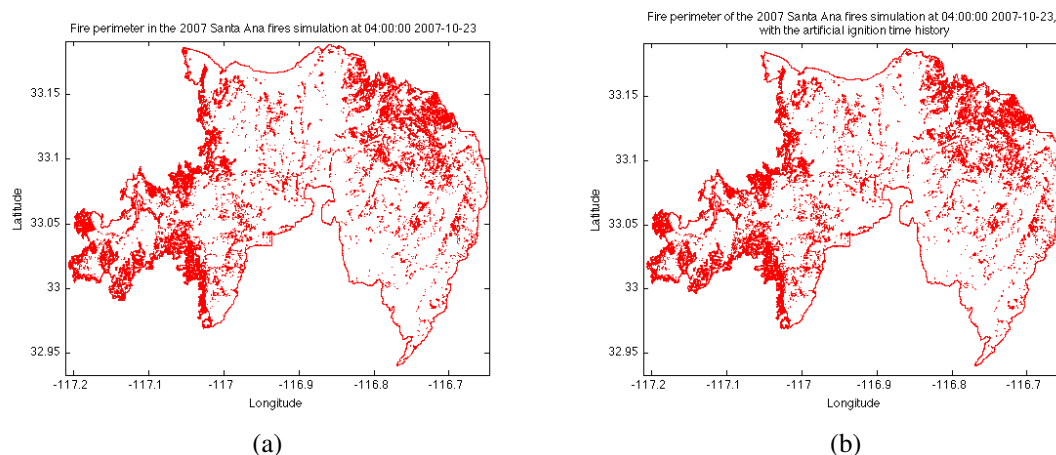 Fire perimeter in the 2007 Santa Ana fires simulation at 04:00:00 2007-10-23
33.15
33.1
33.05
33
32.95
Latitude
-117.2 -117.1 -117 -116.9 -116.8 -116.7
Longitude
(a)
Fire perimeter of the 2007 Santa Ana fires simulation at 04:00:00 2007-10-23,
with the artificial ignition time history
33.15
33.1
33.05
33
32.95
Latitude
-117.2 -117.1 -117 -116.9 -116.8 -116.7
Longitude
(b)